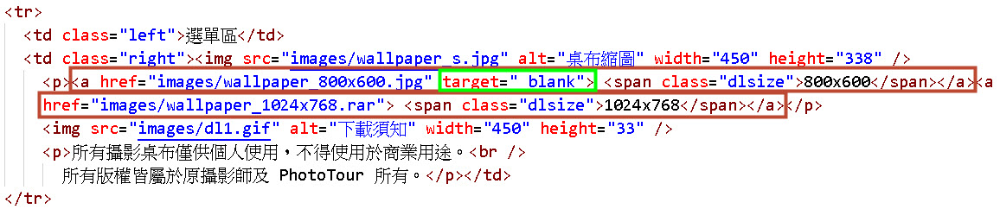 <tr>
<td class="left">選單區</td>
<td class="right"><img src="images/wallpaper_s.jpg" alt="桌布縮圖" width="450" height="338" />
<p><a href="images/wallpaper_800x600.jpg" target="_blank"> <span class="dlsize">800x600</span></a><a
href="images/wallpaper_1024x768.rar"> <span class="dlsize">1024x768</span></a></p>
<img src="images/dl1.gif" alt="下載須知" width="450" height="33" />
<p>所有攝影桌布僅供個人使用，不得使用於商業用途。<br />
所有版權皆屬於原攝影師及 PhotoTour 所有。</p></td>
</tr>